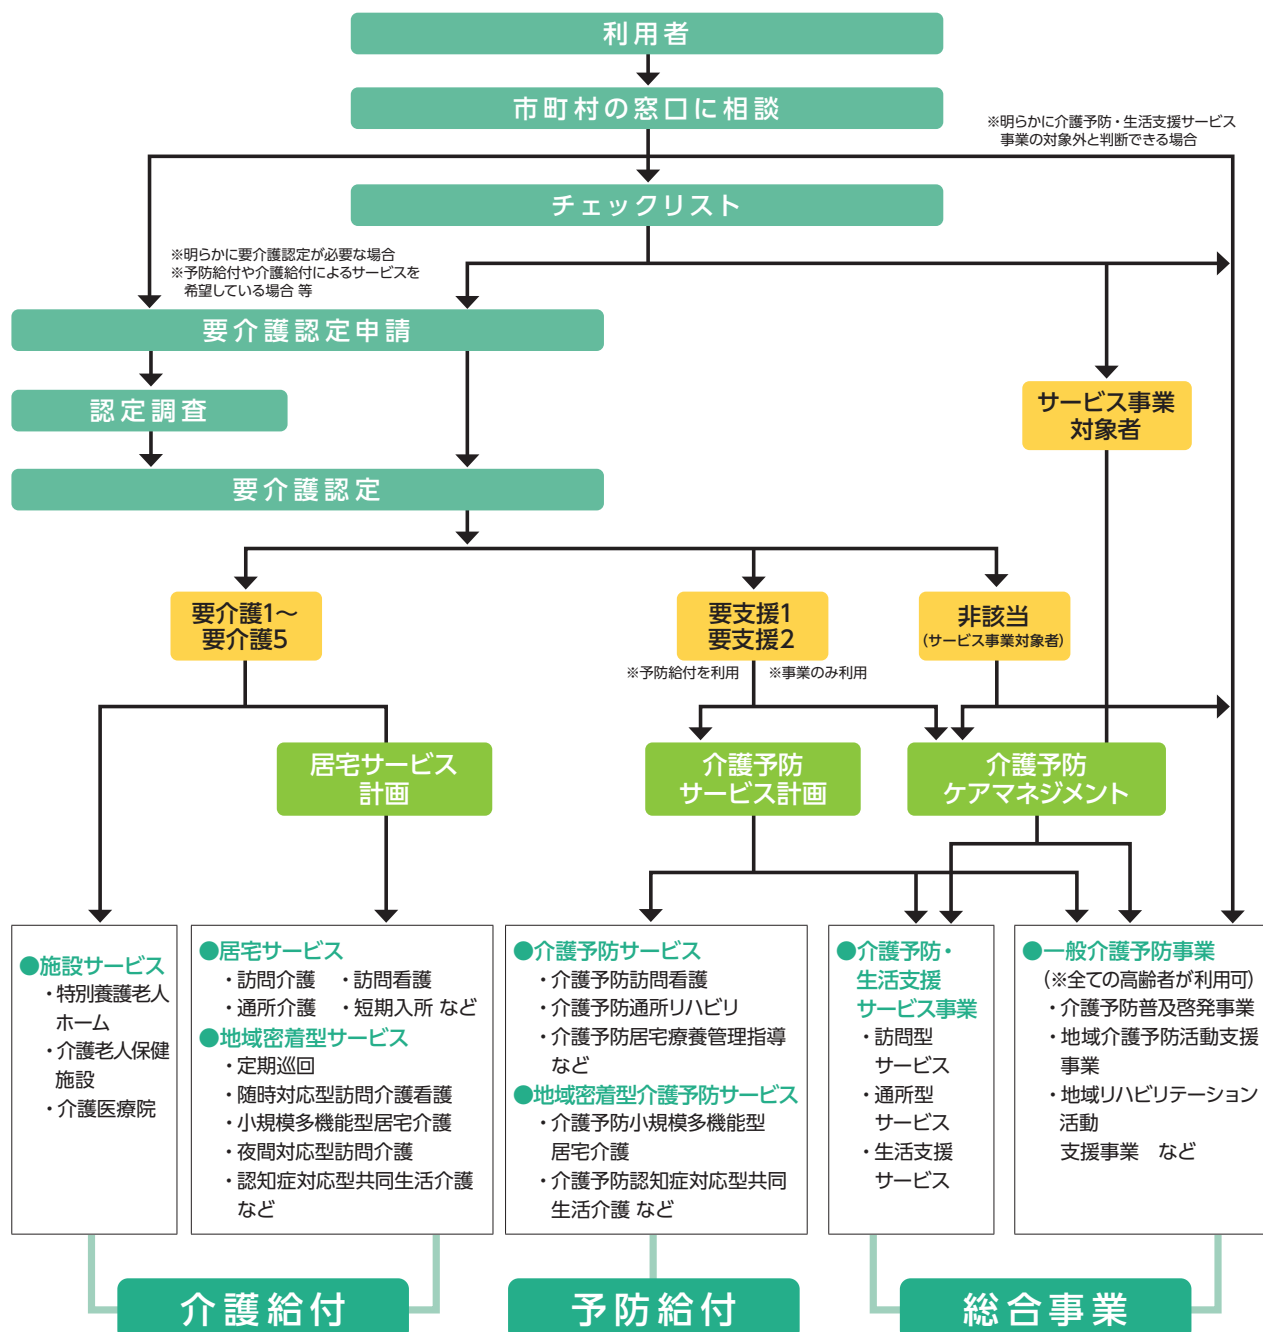 利用者
市町村の窓口に相談
※明らかに介護予防・生活支援サービス
事業の対象外と判断できる場合
チェックリスト
※明らかに要介護認定が必要な場合
※予防給付や介護給付によるサービスを
希望している場合 等
要介護認定申請
認定調査
サービス事業
対象者
要介護認定
要介護1～
要介護5
要支援1
要支援2
非該当
(サービス事業対象者)
※予防給付を利用
※事業のみ利用
居宅サービス
計画
介護予防
サービス計画
介護予防
ケアマネジメント
●施設サービス
・特別養護老人
ホーム
・介護老人保健
施設
・介護医療院
●居宅サービス
・訪問介護 ・訪問看護
・通所介護 ・短期入所 など
●地域密着型サービス
・定期巡回
・随時対応型訪問介護看護
・小規模多機能型居宅介護
・夜間対応型訪問介護
・認知症対応型共同生活介護
など
●介護予防サービス
・介護予防訪問看護
・介護予防通所リハビリ
・介護予防居宅療養管理指導
など
●地域密着型介護予防サービス
・介護予防小規模多機能型
居宅介護
・介護予防認知症対応型共同
生活介護 など
●介護予防・
生活支援
サービス事業
・訪問型
サービス
・通所型
サービス
・生活支援
サービス
●一般介護予防事業
(※全ての高齢者が利用可)
・介護予防普及啓発事業
・地域介護予防活動支援
事業
・地域リハビリテーション
活動
支援事業 など
介護給付
予防給付
総合事業